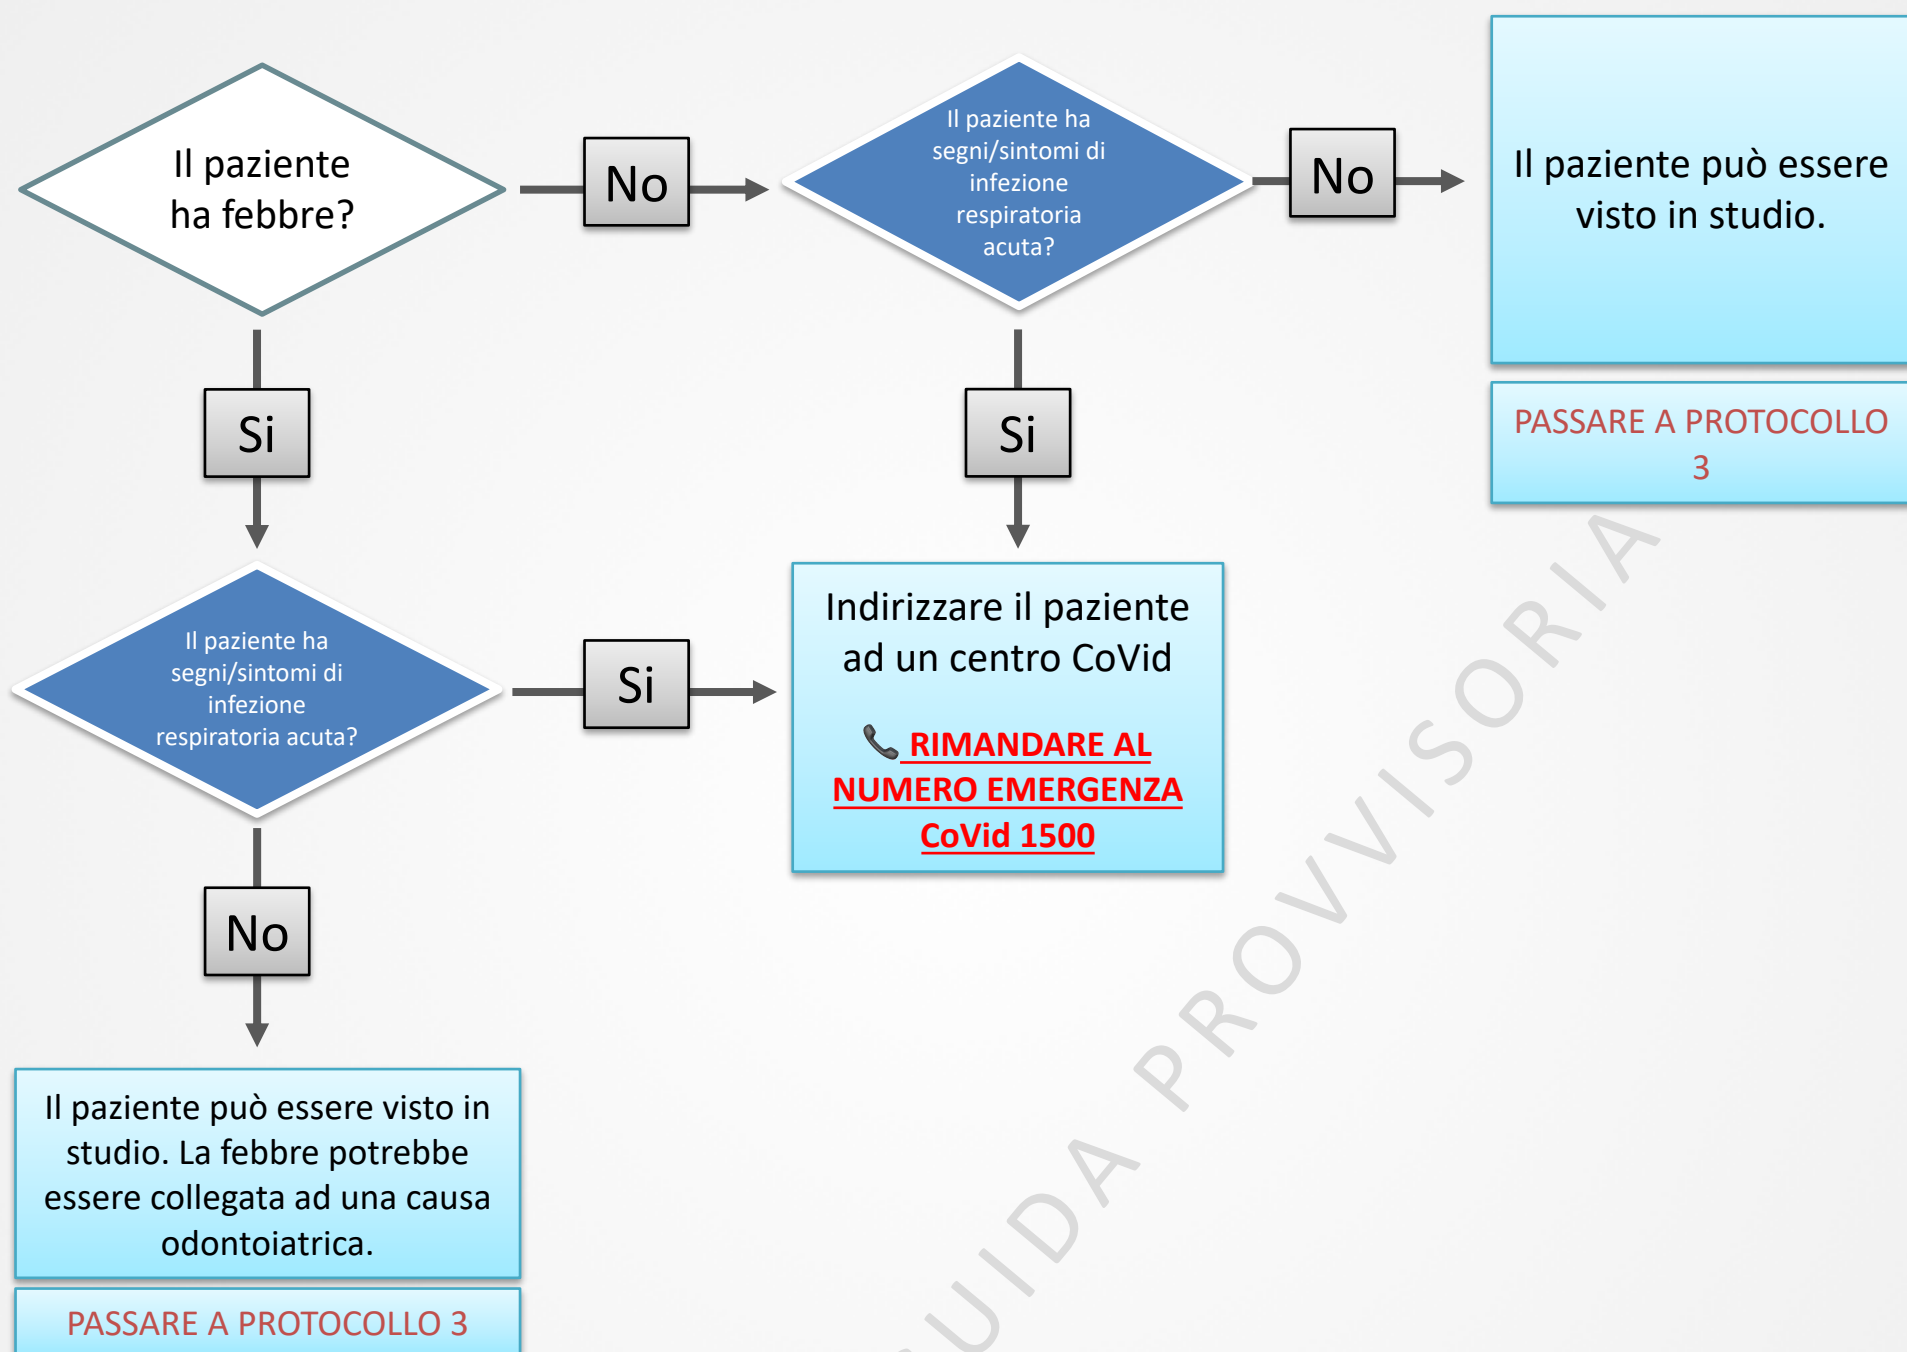 Il paziente
ha febbre?
No
Il paziente ha
segni/sintomi di
infezione
respiratoria
acuta?
No
Il paziente può essere
visto in studio.
PASSARE A PROTOCOLLO
3
Si
Si
Il paziente ha
segni/sintomi di
infezione
respiratoria acuta?
Si
Indirizzare il paziente
ad un centro CoVid
📞 RIMANDARE AL
NUMERO EMERGENZA
CoVid 1500
No
Il paziente può essere visto in
studio. La febbre potrebbe
essere collegata ad una causa
odontoiatrica.
PASSARE A PROTOCOLLO 3
GUIDA PROVVISORIA